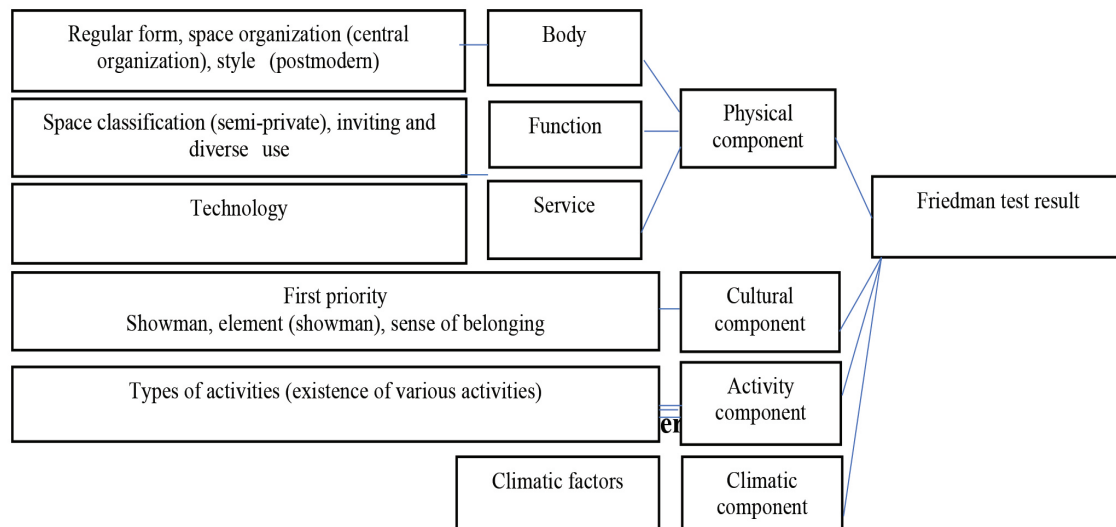 Regular form, space organization (central
organization), style (postmodern)
Body
Space classification (semi-private), inviting and
diverse use
Function
Physical
component
Technology
Service
Friedman test result
First priority
Showman, element (showman), sense of belonging
Cultural
component
Types of activities (existence of various activities)
Activity
component
er
Climatic factors
Climatic
component